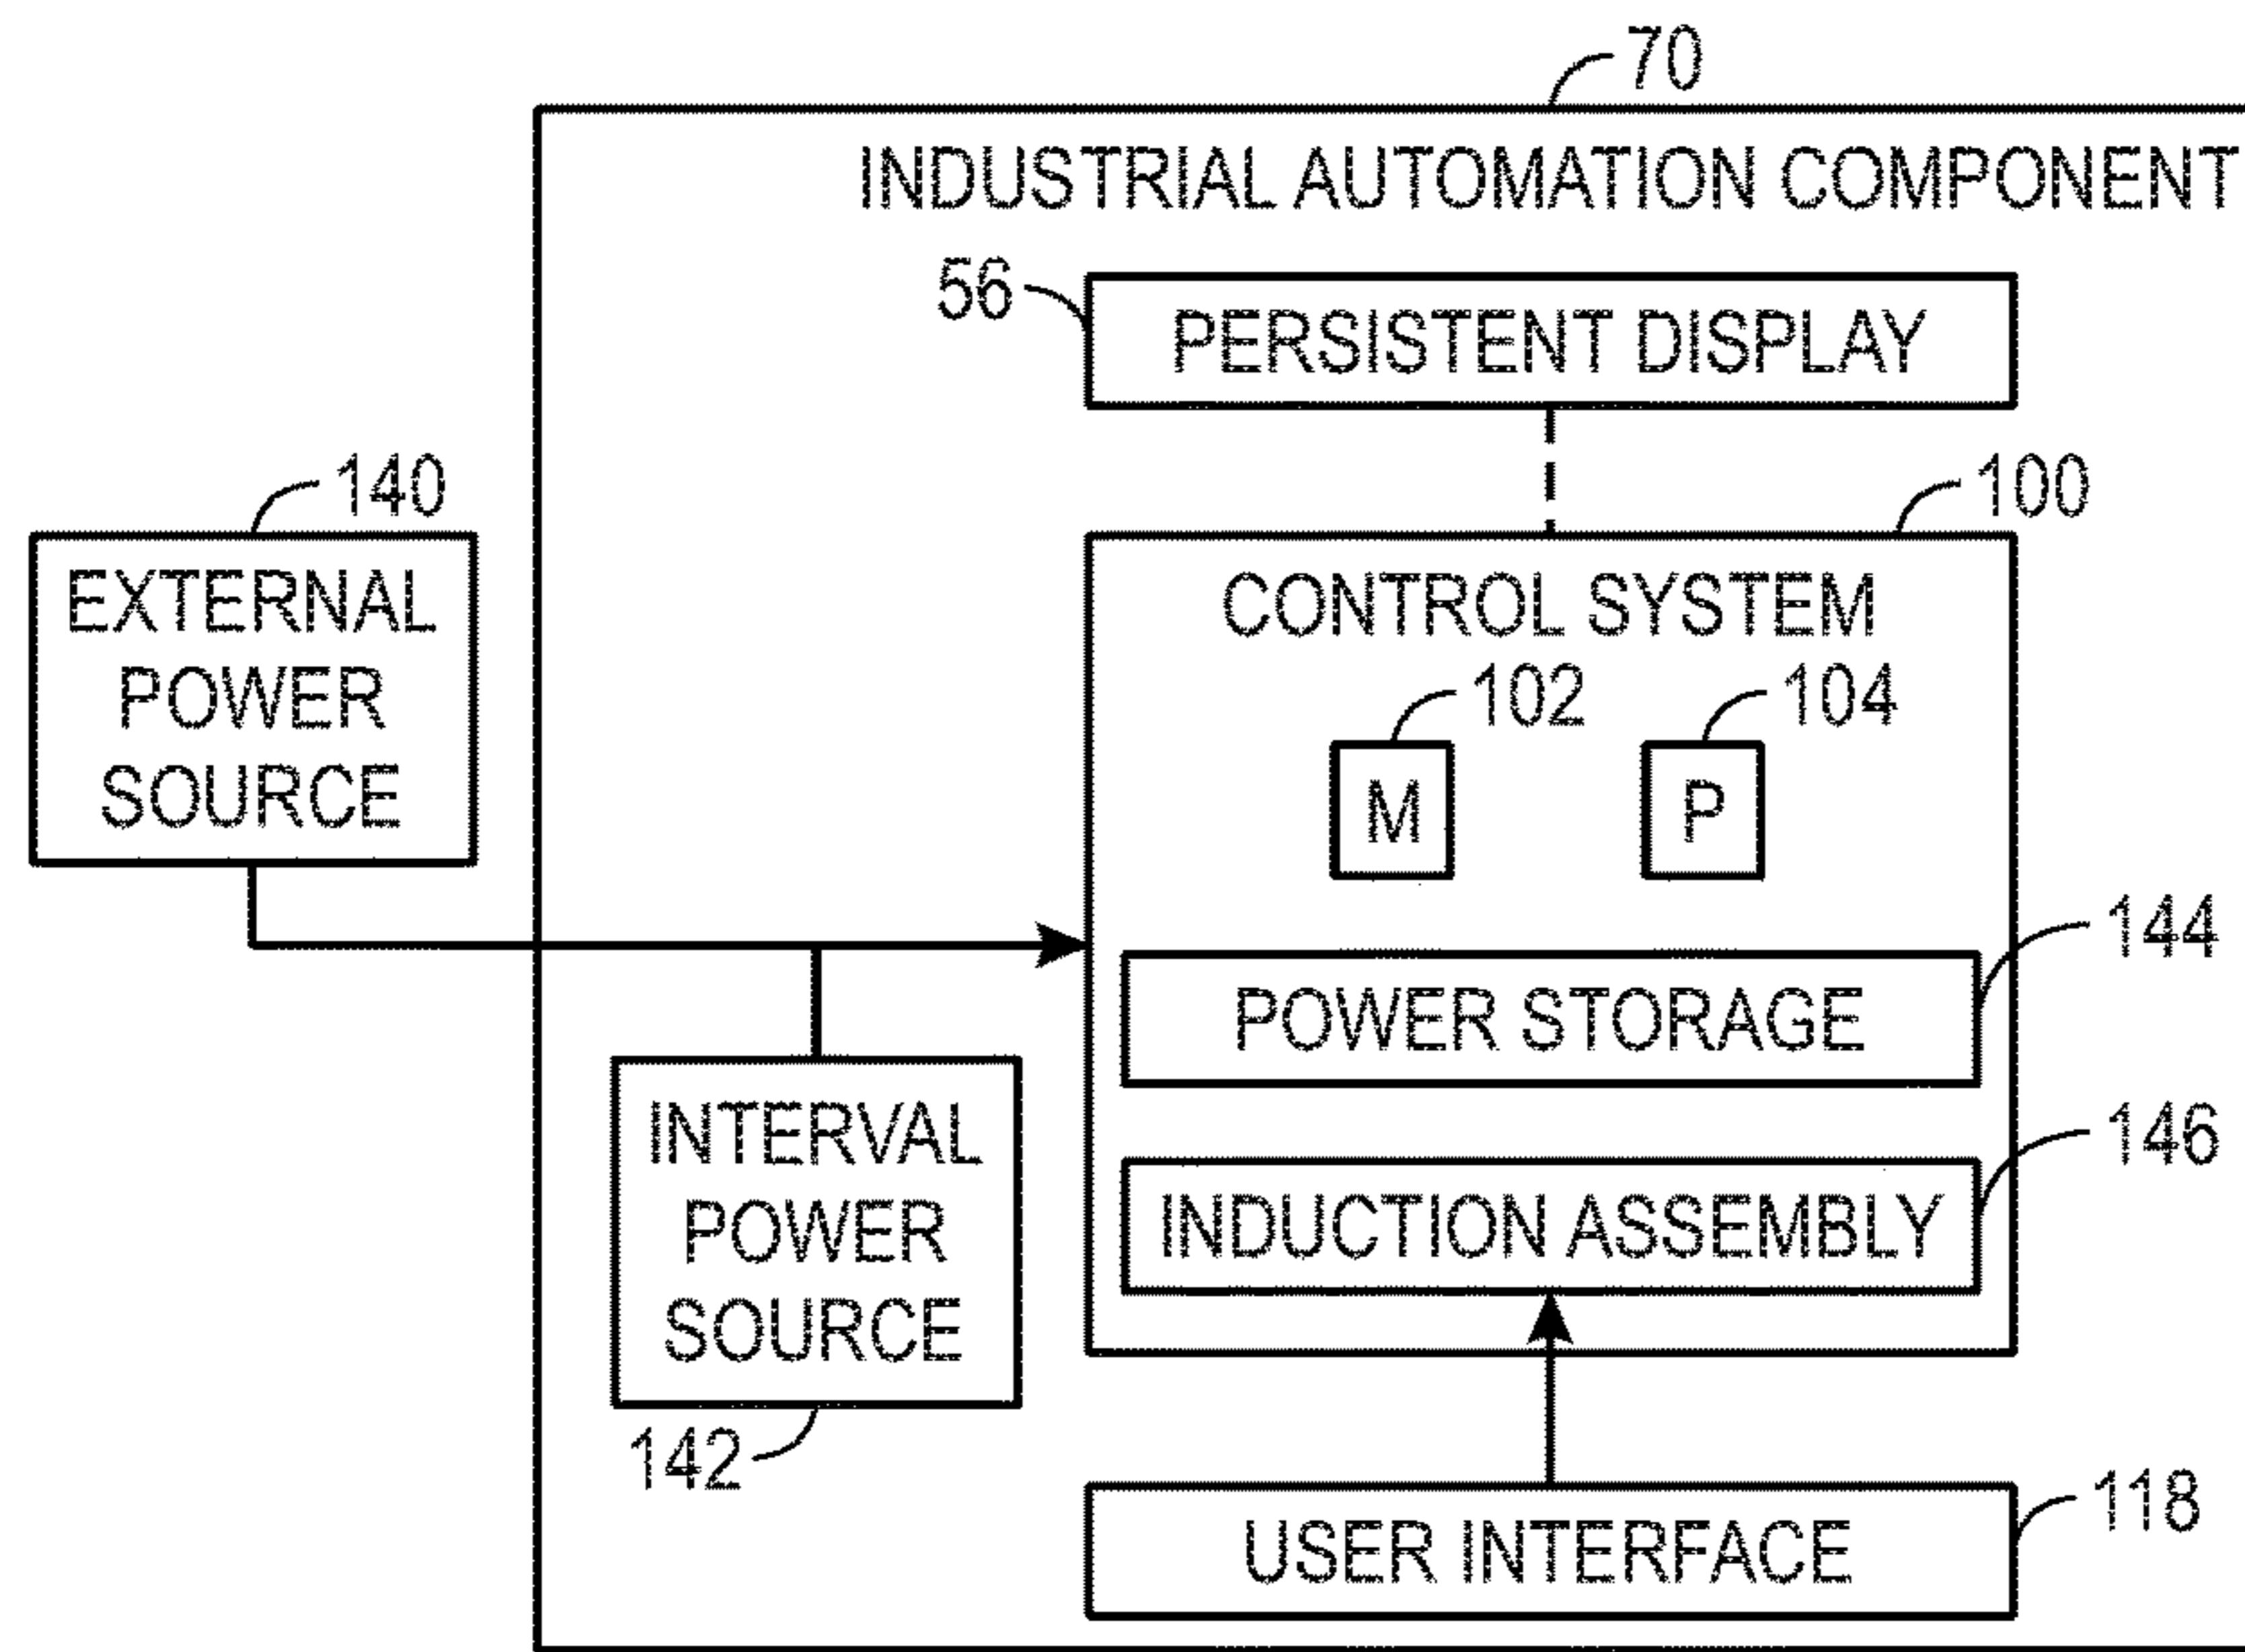 70
INDUSTRIAL AUTOMATION COMPONENT
56
PERSISTENT DISPLAY
140
100
EXTERNAL
POWER
SOURCE
CONTROL SYSTEM
102
104
M
P
144
POWER STORAGE
INTERVAL
POWER
SOURCE
146
INDUCTION ASSEMBLY
142
118
USER INTERFACE